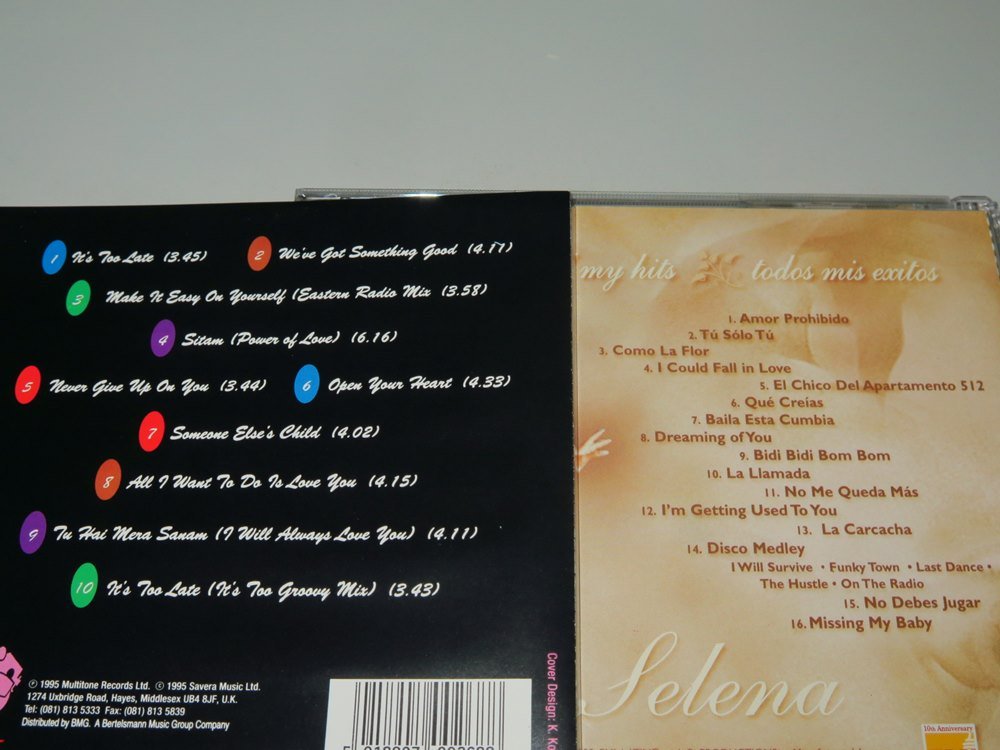 1 It's Too Late (3.45) 2 We've Got Something Good (4.17)
3 Make It Easy On Yourself (Eastern Radio Mix (3.58)
4 Sitam (Power of Love) (6.16)
5 Never Give Up On You (3.44) 6 Open Your Heart (4.33)
7 Someone Else's Child (4.02)
8 All I Want To Do Is Love You (4.15)
9 Tu Hai Mera Sanam (I Will Always Love You) (4.11)
10 It's Too Late (It's Too Groovy Mix) (3.43)
℗ 1995 Multitone Records Ltd. © 1995 Savera Music Ltd.
1274 Uxbridge Road, Hayes, Middlesex UB4 8JF, U.K.
Tel: (081) 813 5333 Fax: (081) 813 5839
Distributed by BMG. A Bertelsmann Music Group Company
Cover Design: K.
my hits todos mis exitos
1. Amor Prohibido
2. Tú Sólo Tú
3. Como La Flor
4. I Could Fall in Love
5. El Chico Del Apartamento 512
6. Qué Creías
7. Baila Esta Cumbia
8. Dreaming of You
9. Bidi Bidi Bom Bom
10. La Llamada
11. No Me Queda Más
12. I'm Getting Used To You
13. La Carcacha
14. Disco Medley
I Will Survive • Funky Town • Last Dance •
The Hustle • On The Radio
15. No Debes Jugar
16. Missing My Baby
Selena
10th Anniversary